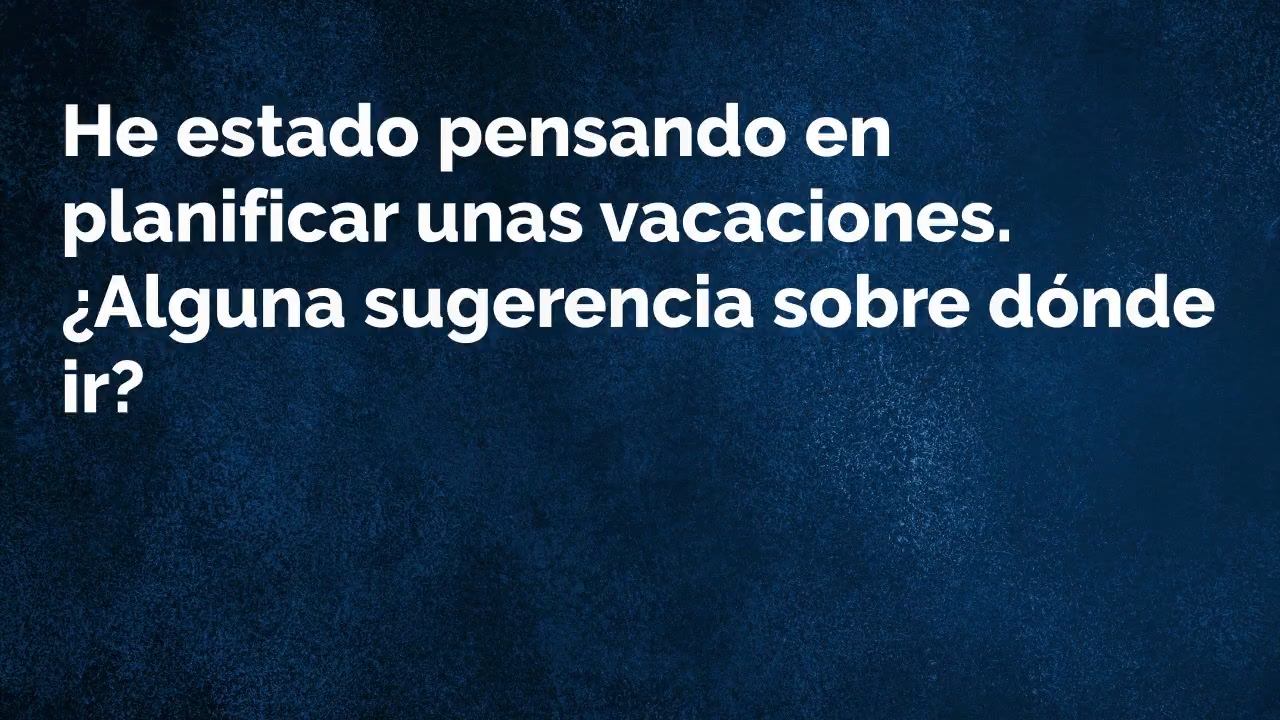 He estado pensando en
planificar unas vacaciones.
¿Alguna sugerencia sobre dónde
ir?